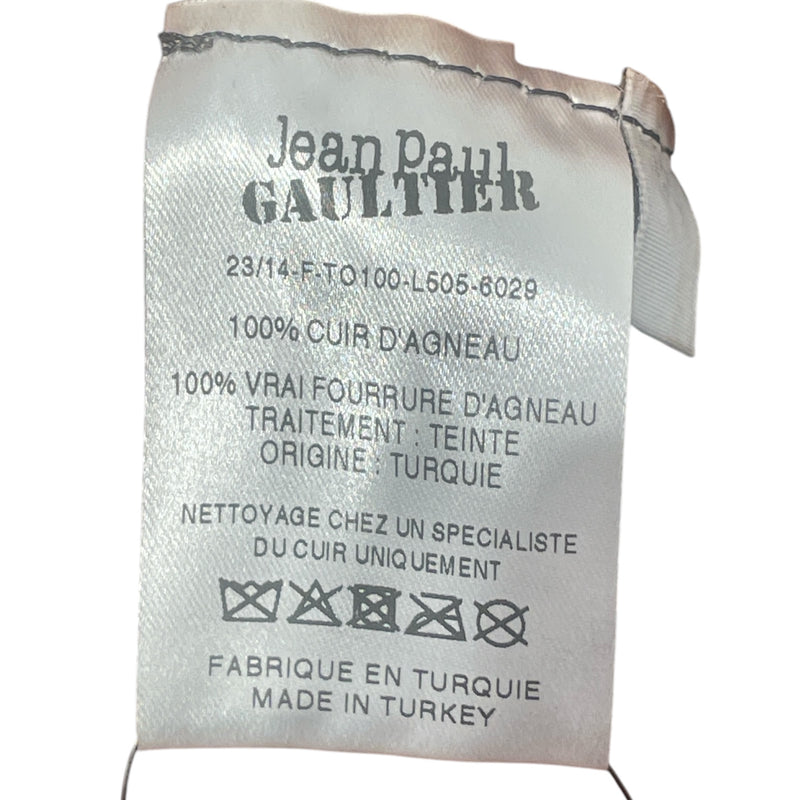 Jean Paul
GAULTIER
23/14-F-TO100-L505-6029
100% CUIR D'AGNEAU
100% VRAI FOURRURE D'AGNEAU
TRAITEMENT : TEINTE
ORIGINE : TURQUIE
NETTOYAGE CHEZ UN SPECIALISTE
DU CUIR UNIQUEMENT
FABRIQUE EN TURQUIE
MADE IN TURKEY